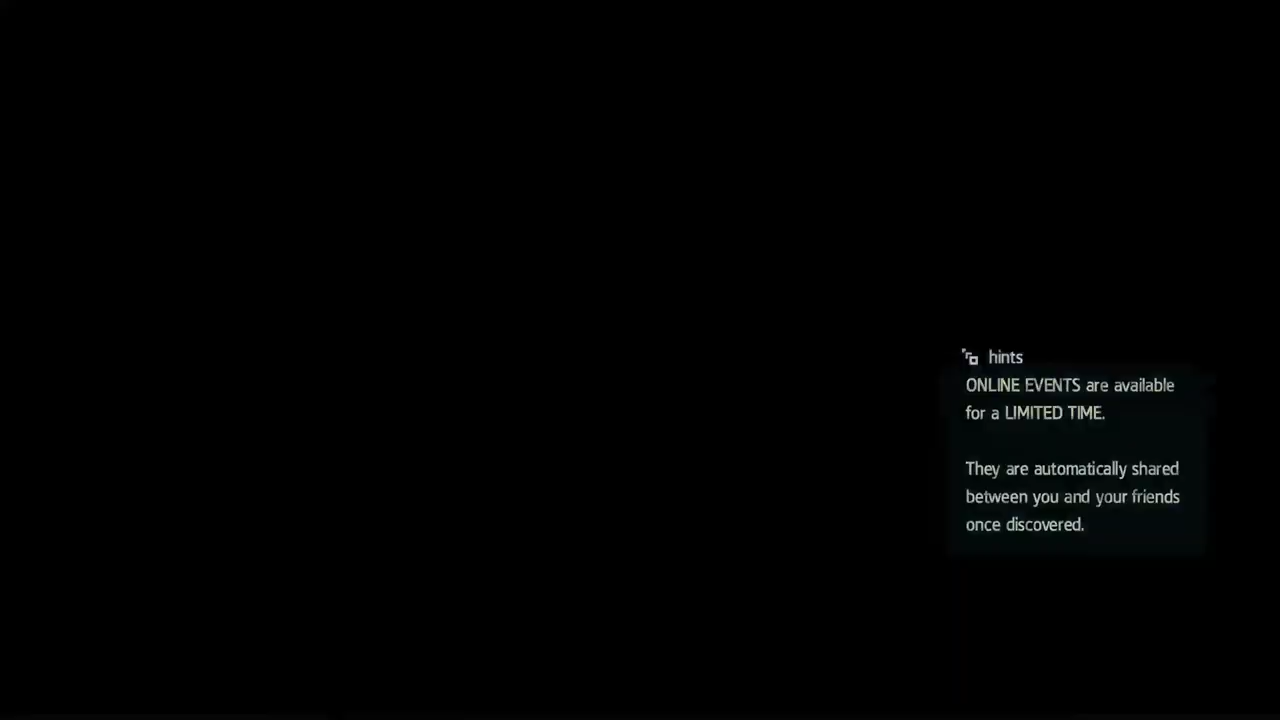 hints
ONLINE EVENTS are available
for a LIMITED TIME.
They are automatically shared
between you and your friends
once discovered.